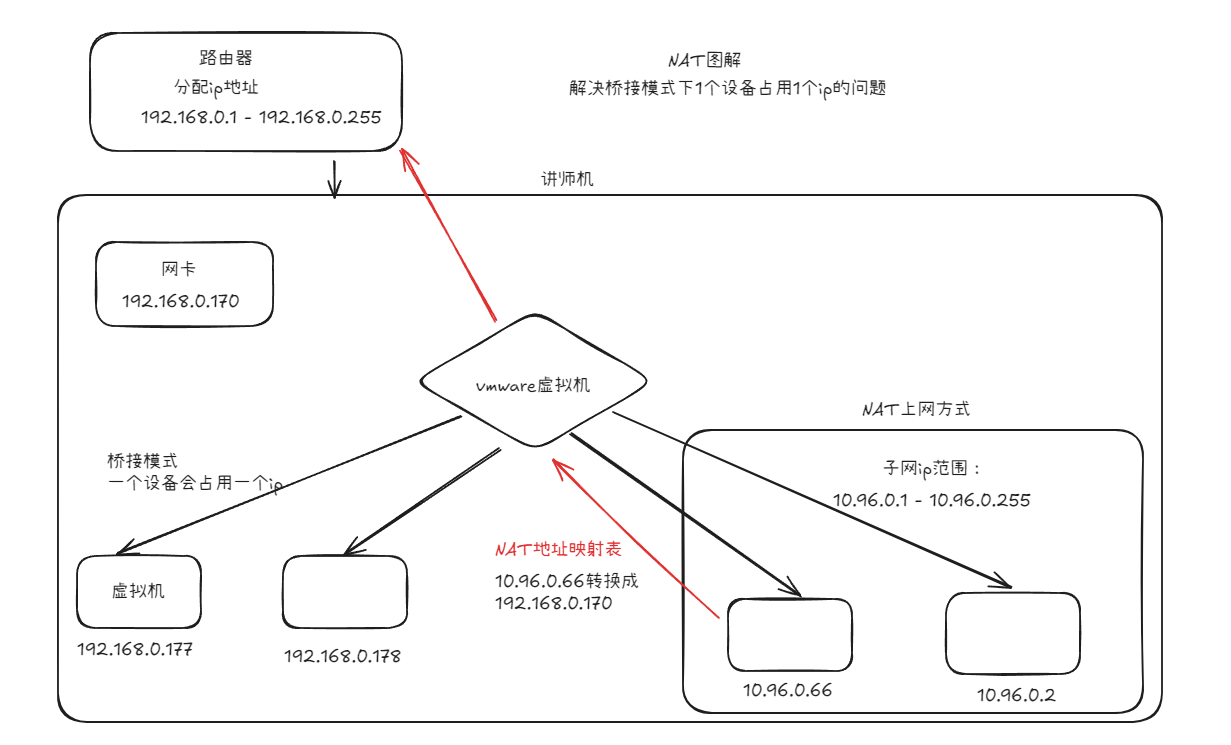 路由器
分配ip地址
192.168.0.1 - 192.168.0.255
NAT图解
解决桥接模式下1个设备占用1个ip的问题
讲师机
网卡
192.168.0.170
vmware虚拟机
NAT上网方式
子网ip范围：
10.96.0.1 - 10.96.0.255
桥接模式
一个设备会占用一个ip
NAT地址映射表
10.96.0.66转换成
192.168.0.170
虚拟机
192.168.0.177
192.168.0.178
10.96.0.66
10.96.0.2